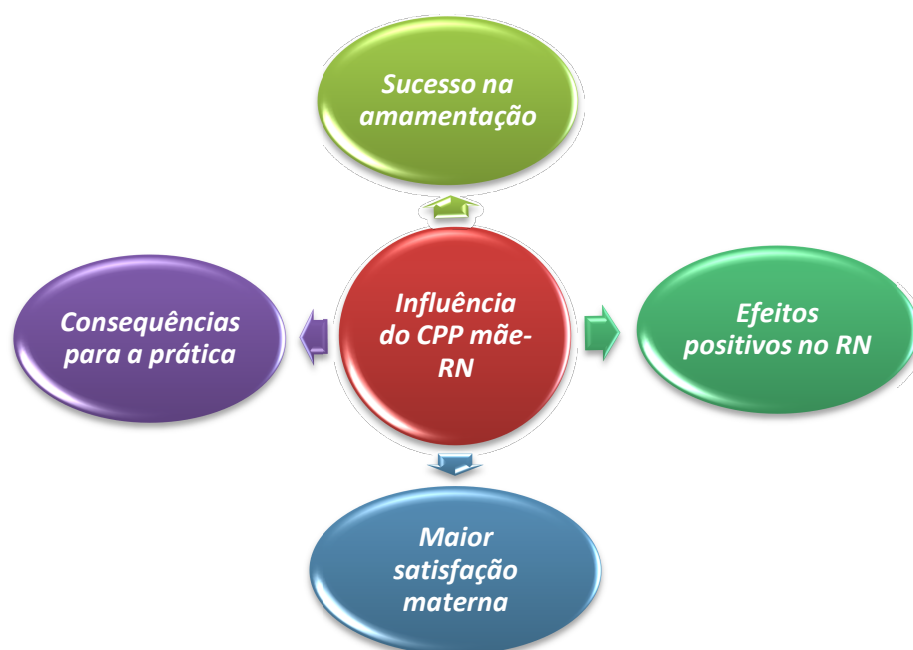 Sucesso na
amamentação
Consequências
para a prática
Influência
do CPP mãe-
RN
Efeitos
positivos no RN
Maior
satisfação
materna